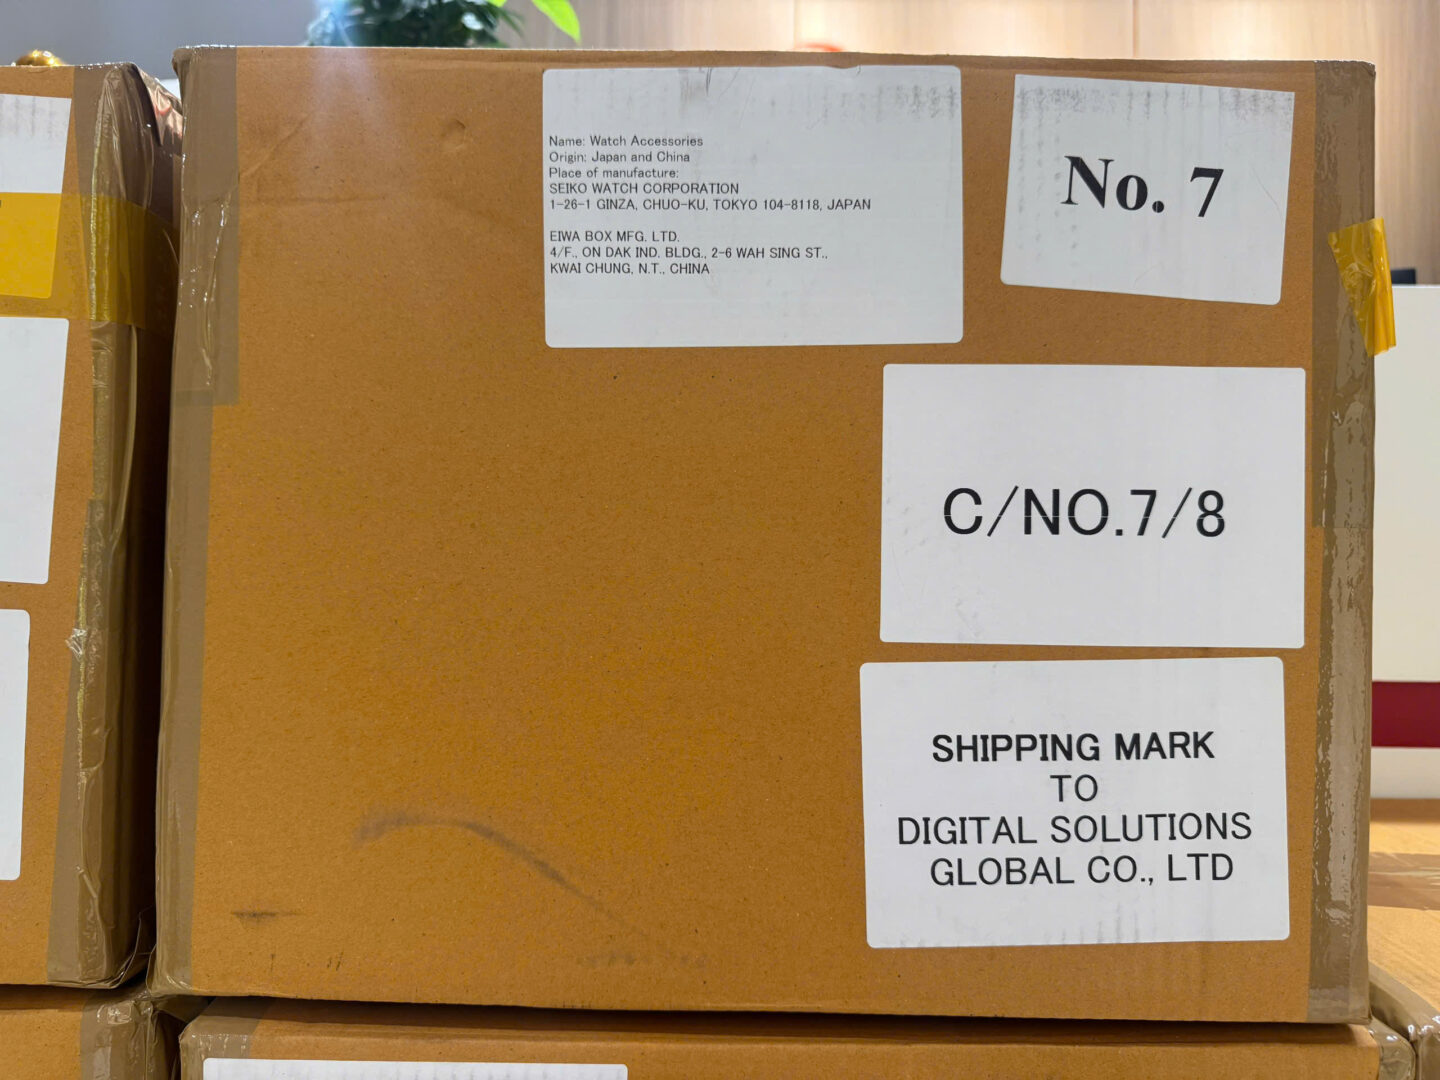 Name: Watch Accessories
Origin: Japan and China
Place of manufacture:
SEIKO WATCH CORPORATION
1-26-1 GINZA, CHUO-KU, TOKYO 104-8118, JAPAN
EIWA BOX MFG. LTD.
4/F., ON DAK IND. BLDG., 2-6 WAH SING ST.,
KWAI CHUNG, N.T., CHINA
No. 7
C/NO.7/8
SHIPPING MARK
TO
DIGITAL SOLUTIONS
GLOBAL CO., LTD